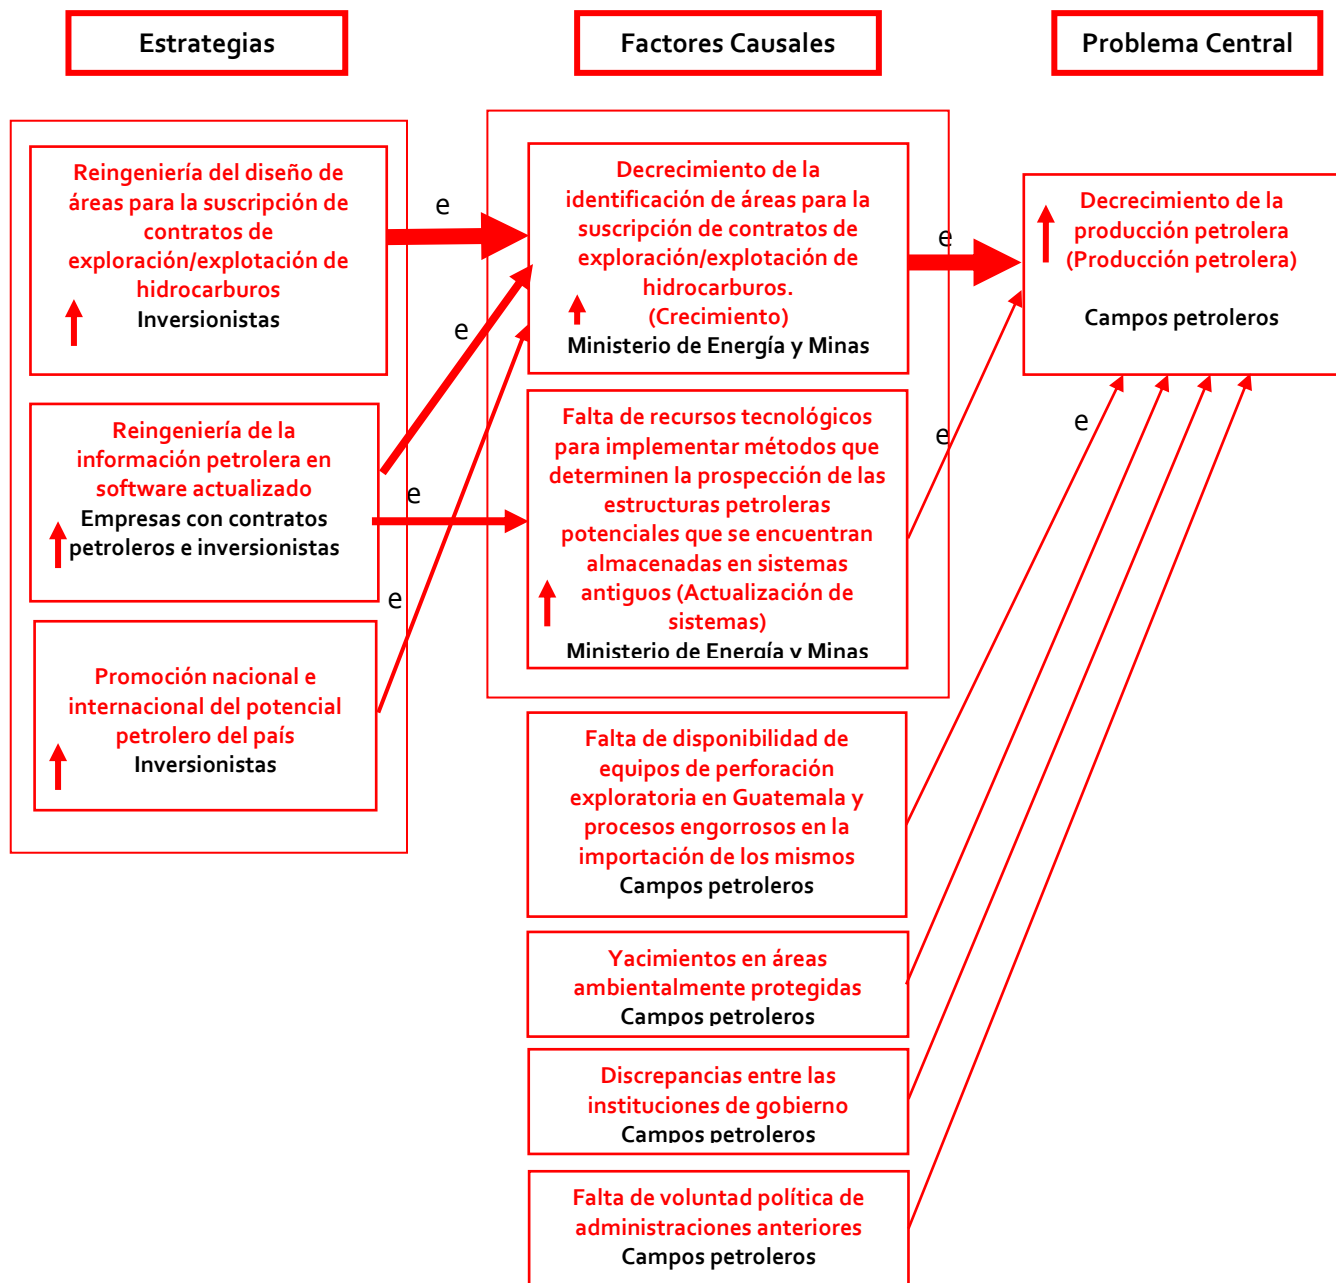 Estrategias
Factores Causales
Problema Central
Reingeniería del diseño de
áreas para la suscripción de
contratos de
exploración/explotación de
hidrocarburos
Inversionistas
e
Decrecimiento de la
identificación de áreas para la
suscripción de contratos de
exploración/explotación de
hidrocarburos.
(Crecimiento)
Ministerio de Energía y Minas
e
Decrecimiento de la
producción petrolera
(Producción petrolera)
Campos petroleros
e
Reingeniería de la
información petrolera en
software actualizado
Empresas con contratos
petroleros e inversionistas
e
Falta de recursos tecnológicos
para implementar métodos que
determinen la prospección de las
estructuras petroleras
potenciales que se encuentran
almacenadas en sistemas
antiguos (Actualización de
sistemas)
Ministerio de Energía y Minas
e
e
e
Promoción nacional e
internacional del potencial
petrolero del país
Inversionistas
Falta de disponibilidad de
equipos de perforación
exploratoria en Guatemala y
procesos engorrosos en la
importación de los mismos
Campos petroleros
Yacimientos en áreas
ambientalmente protegidas
Campos petroleros
Discrepancias entre las
instituciones de gobierno
Campos petroleros
Falta de voluntad política de
administraciones anteriores
Campos petroleros